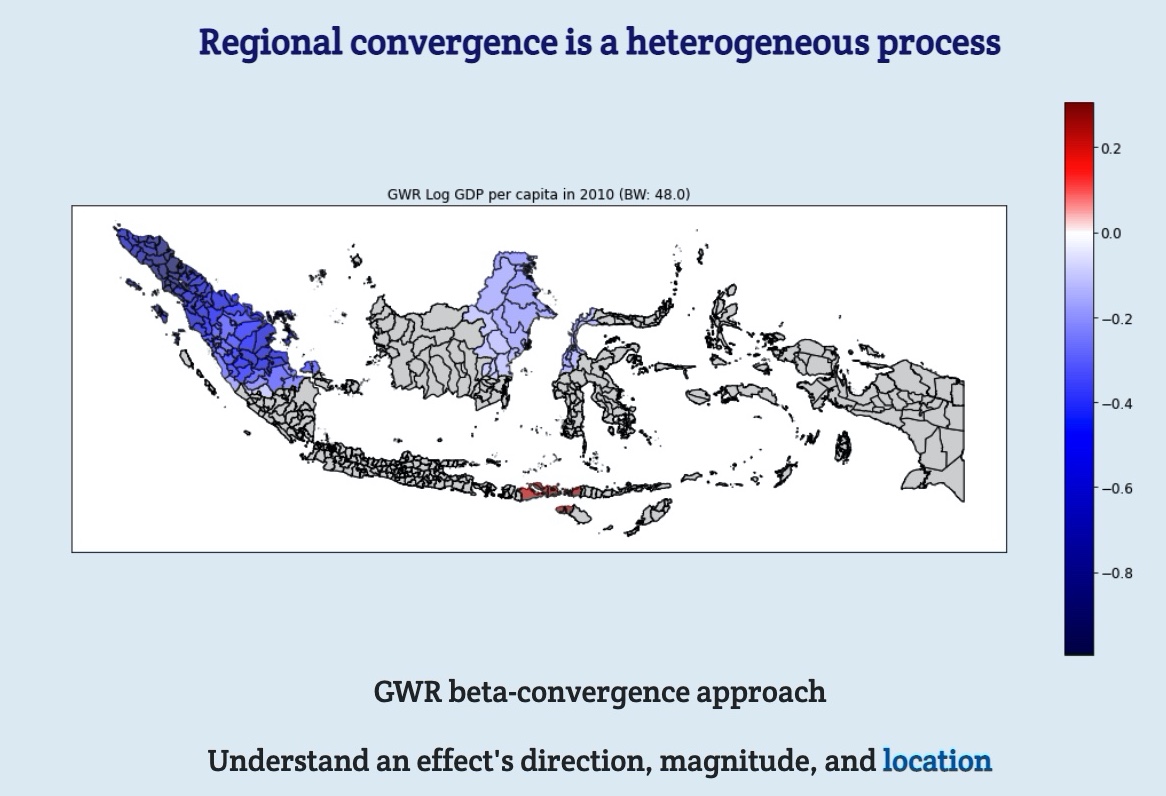 Regional convergence is a heterogeneous process
GWR Log GDP per capita in 2010 (BW: 48.0)
0.2
0.0
−0.2
−0.4
−0.6
−0.8
GWR beta-convergence approach
Understand an effect's direction, magnitude, and location